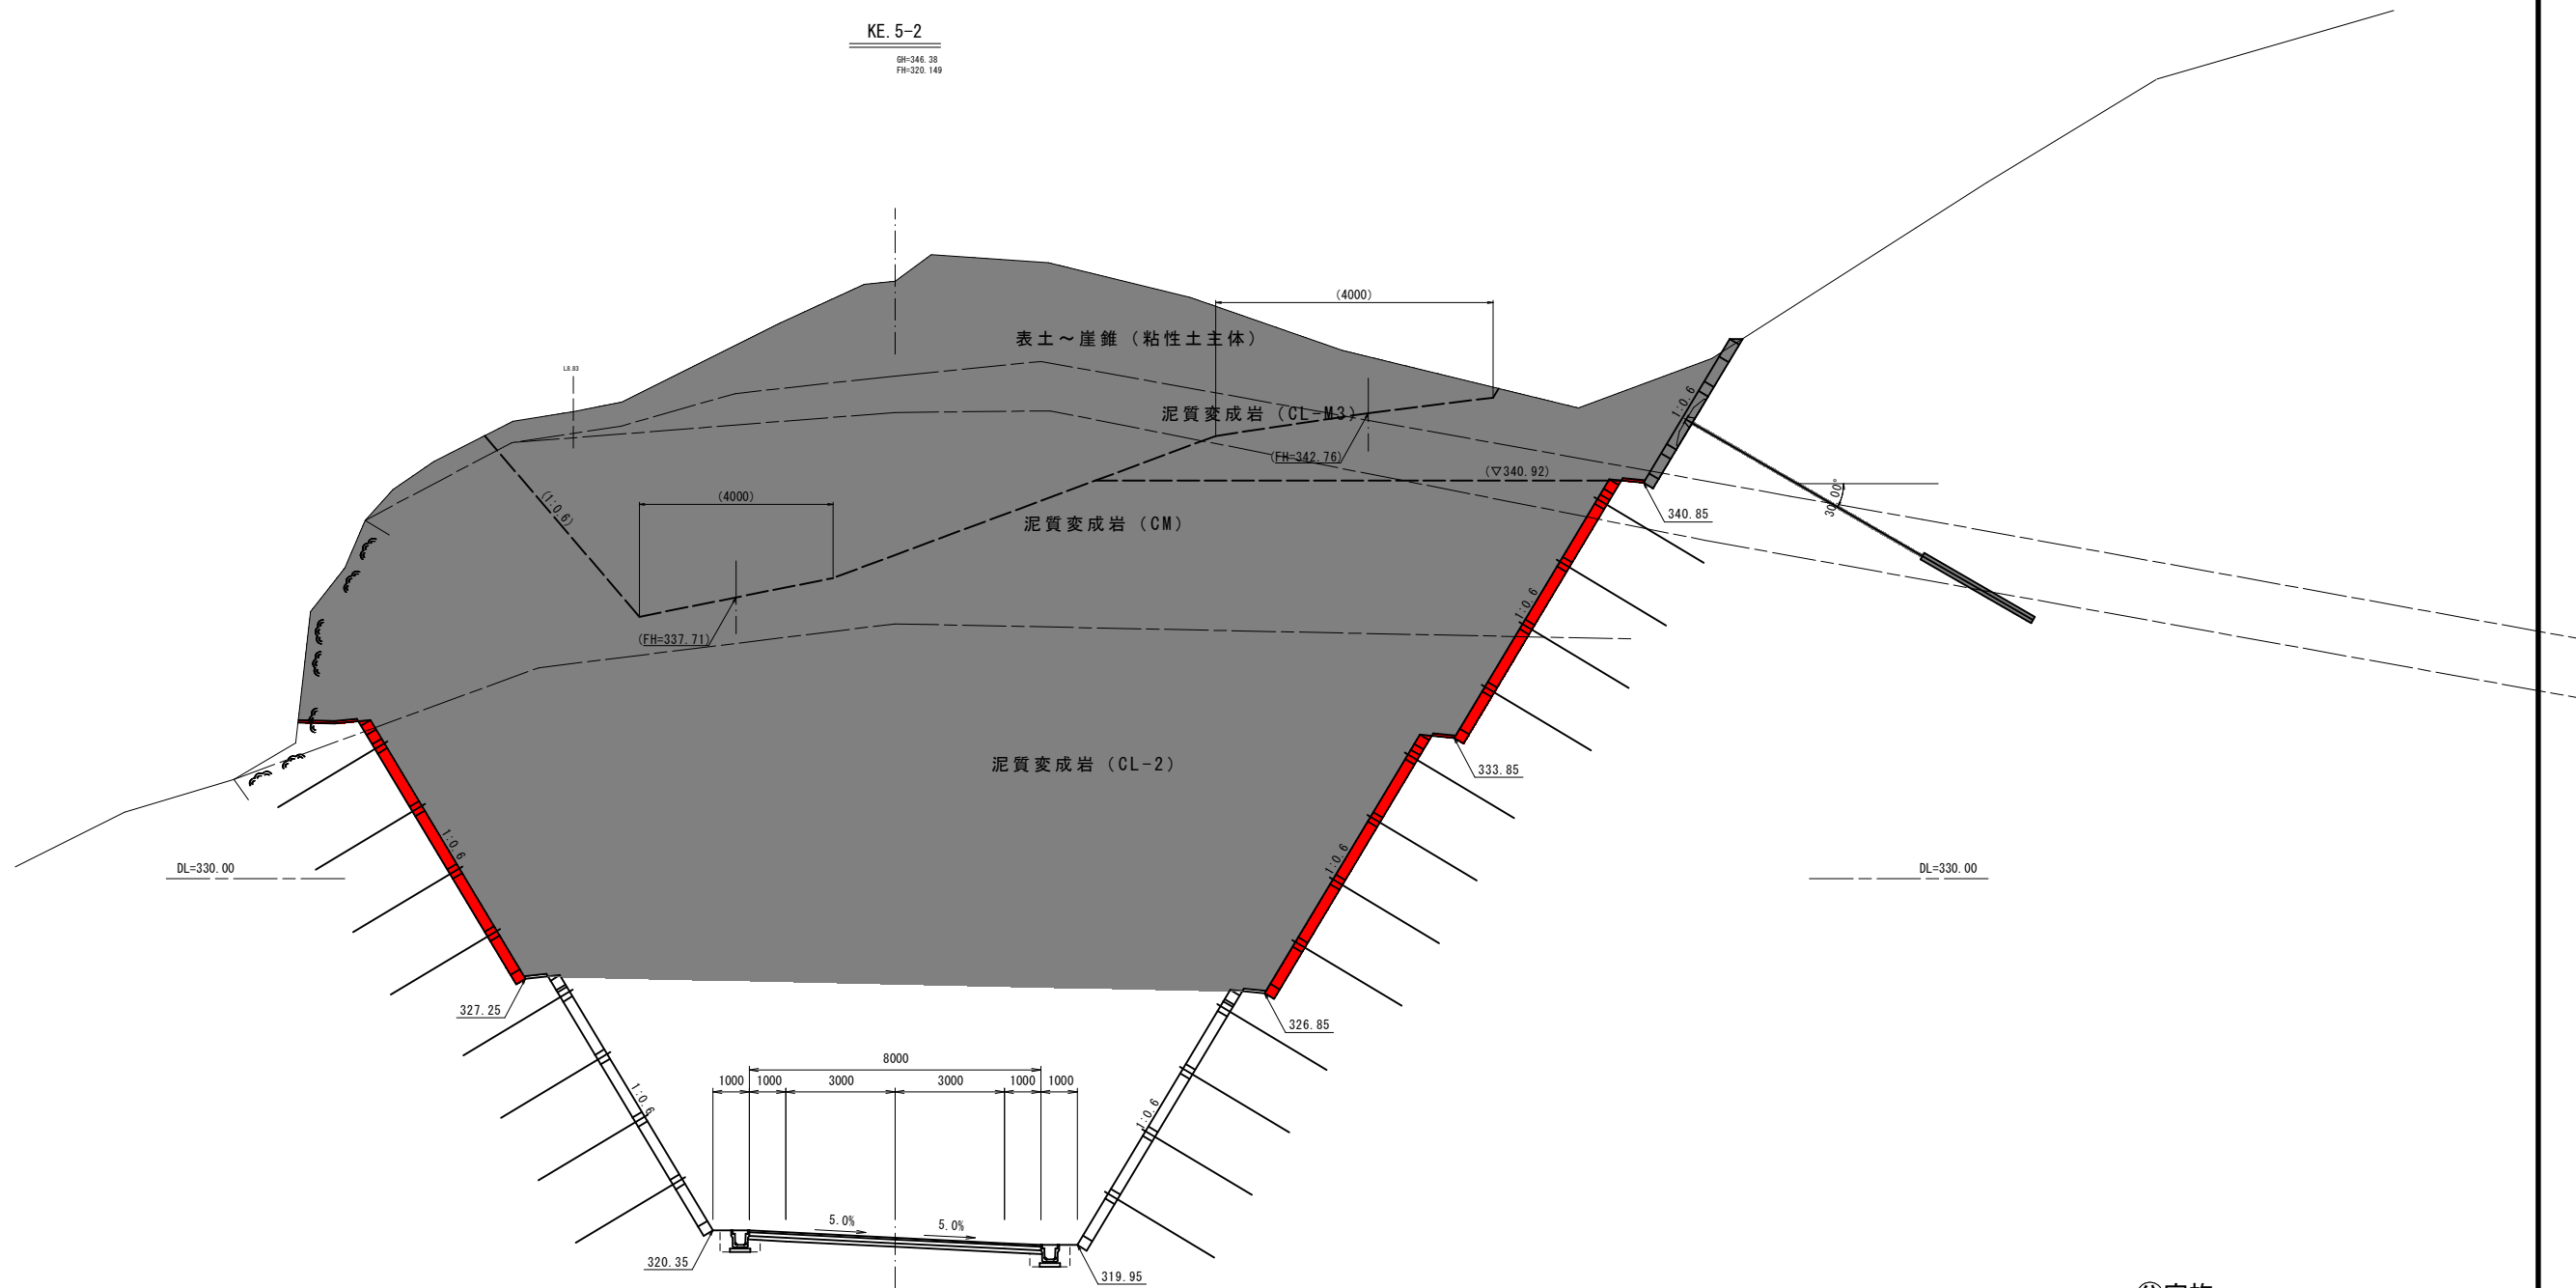 KE.5-2
GH=346.38
FH=320.149
(4000)
表土～崖錐（粘性土主体）
L8.83
1:0.6
泥質変成岩（CL-M3）
(FH=342.76)
(▽340.92)
30.00°
(1:0.6)
(4000)
340.85
泥質変成岩（CM）
1:0.6
(FH=337.71)
泥質変成岩（CL-2）
333.85
1:0.6
1:0.6
DL=330.00
DL=330.00
327.25
326.85
8000
1000
1000
3000
3000
1000
1000
1:0.6
1:0.6
5.0%
5.0%
320.35
319.95